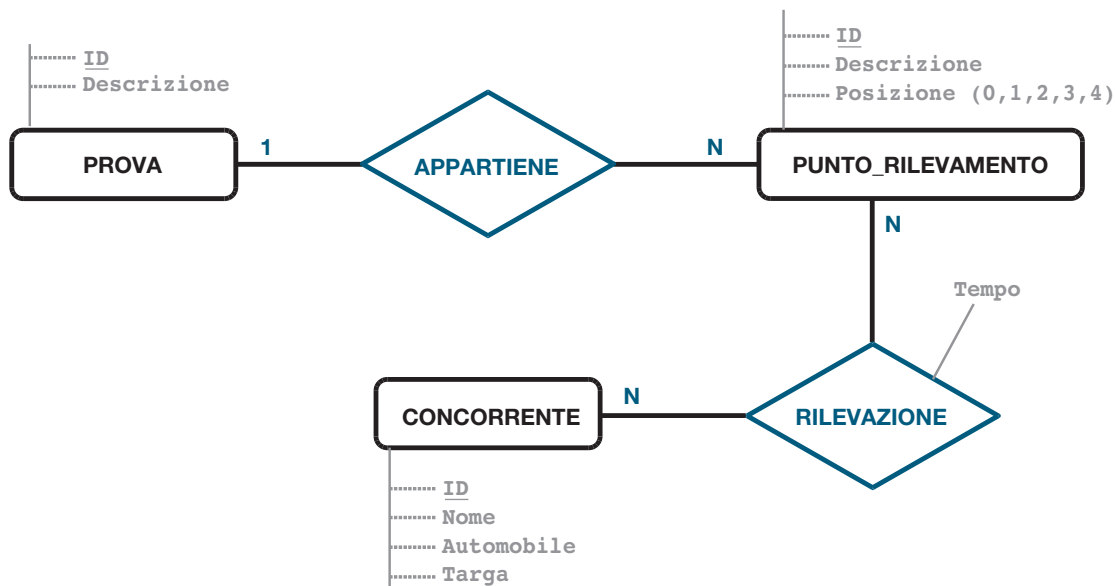 ID
Descrizione
PROVA
1
APPARTIENE
N
ID
Descrizione
Posizione (0,1,2,3,4)
PUNTO_RILEVAMENTO
N
Tempo
RILEVAZIONE
N
CONCORRENTE
ID
Nome
Automobile
Targa